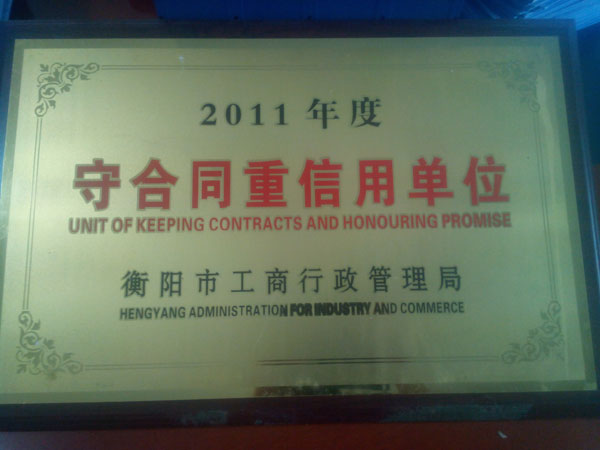 2011年度
守合同重信用单位
UNIT OF KEEPING CONTRACTS AND HONOURING PROMISE
衡阳市工商行政管理局
HENGYANG ADMINISTRATION FOR INDUSTRY AND COMMERCE